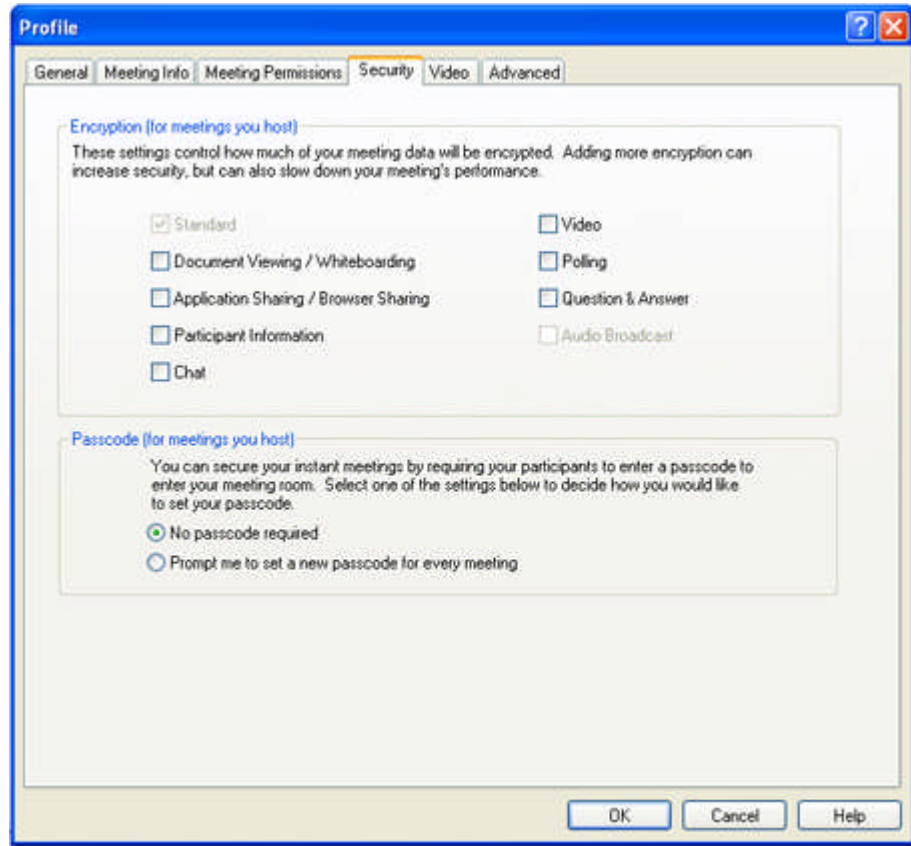 Profile
General Meeting Info Meeting Permissions Security Video Advanced
Encryption (for meetings you host)
These settings control how much of your meeting data will be encrypted. Adding more encryption can
increase security, but can also slow down your meeting's performance.
Standard
Video
Document Viewing / Whiteboarding
Polling
Application Sharing / Browser Sharing
Question & Answer
Participant Information
Audio Broadcast
Chat
Passcode (for meetings you host)
You can secure your instant meetings by requiring your participants to enter a passcode to
enter your meeting room. Select one of the settings below to decide how you would like
to set your passcode.
No passcode required
Prompt me to set a new passcode for every meeting
OK Cancel Help